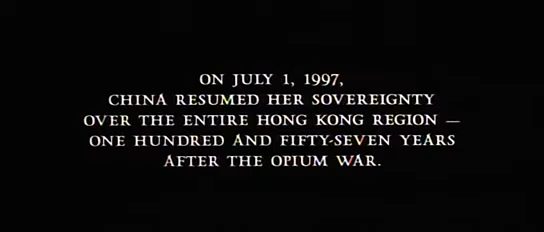 ON JULY 1, 1997,
CHINA RESUMED HER SOVEREIGNTY
OVER THE ENTIRE HONG KONG REGION —
ONE HUNDRED AND FIFTY-SEVEN YEARS
AFTER THE OPIUM WAR.